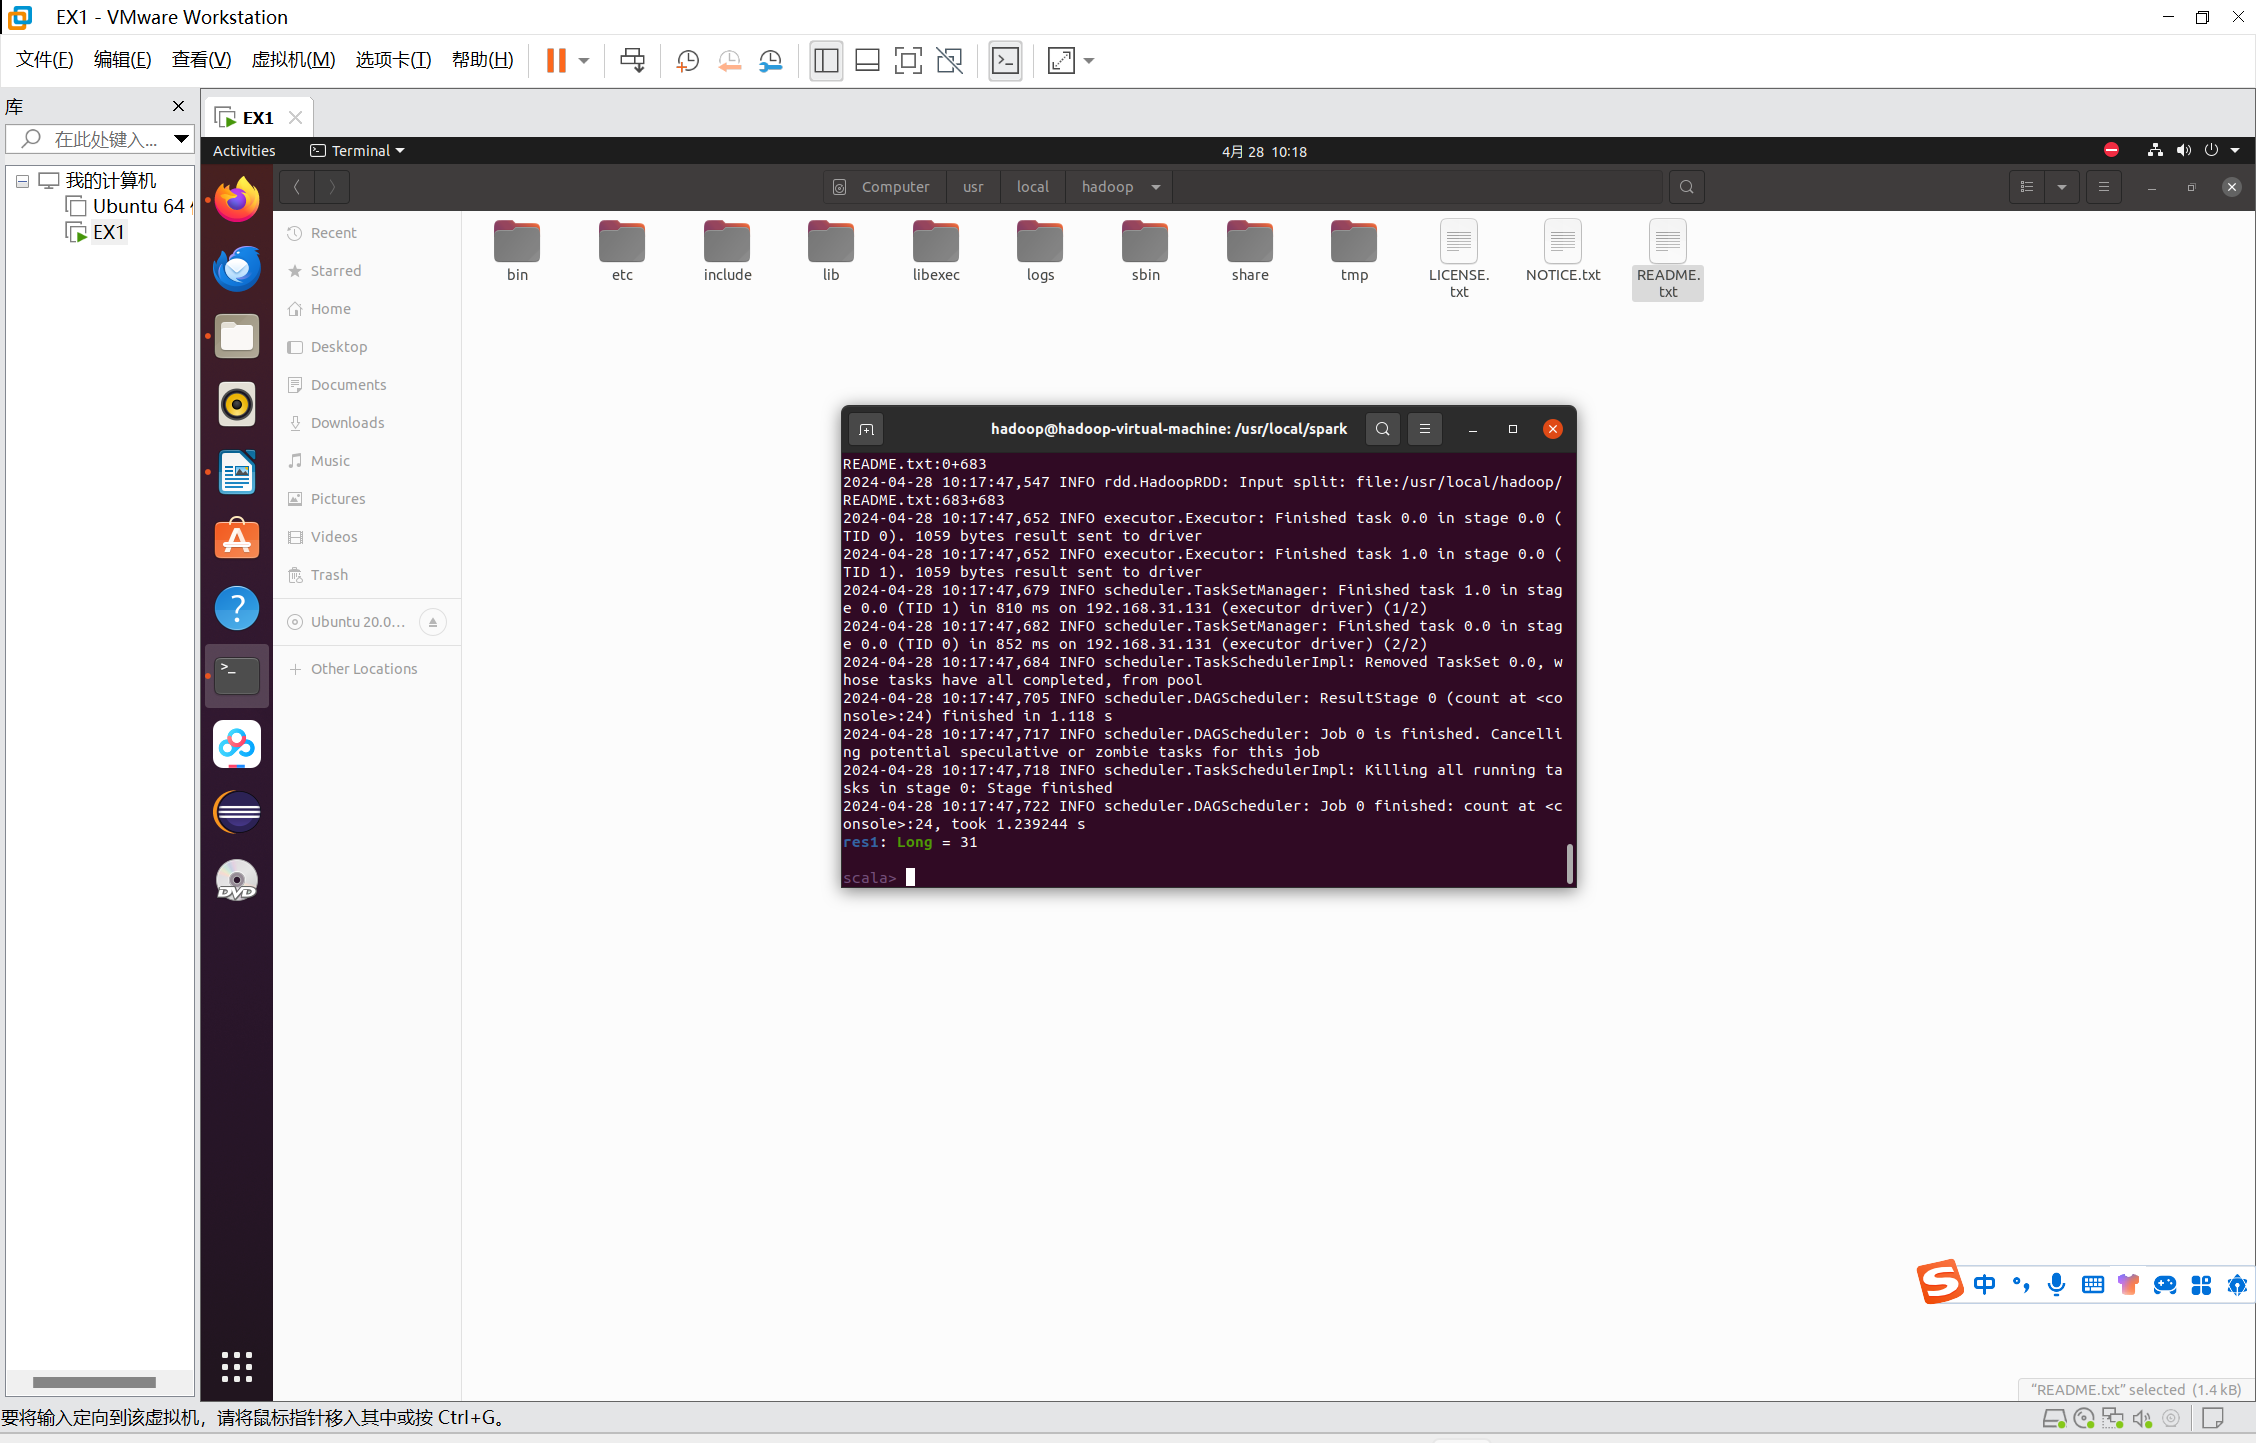 EX1 - VMware Workstation
文件(F) 编辑(E) 查看(V) 虚拟机(M) 选项卡(T) 帮助(H)
库
在此处键入...
我的计算机
Ubuntu 64
EX1
EX1
Activities
Terminal
4月 28 10:18
Computer usr local hadoop
Recent
Starred
Home
Desktop
Documents
Downloads
Music
Pictures
Videos
Trash
Ubuntu 20.0…
Other Locations
bin
etc
include
lib
libexec
logs
sbin
share
tmp
LICENSE.
txt
NOTICE.txt
README.
txt
hadoop@hadoop-virtual-machine: /usr/local/spark
README.txt:0+683
2024-04-28 10:17:47,547 INFO rdd.HadoopRDD: Input split: file:/usr/local/hadoop/
README.txt:683+683
2024-04-28 10:17:47,652 INFO executor.Executor: Finished task 0.0 in stage 0.0 (
TID 0). 1059 bytes result sent to driver
2024-04-28 10:17:47,652 INFO executor.Executor: Finished task 1.0 in stage 0.0 (
TID 1). 1059 bytes result sent to driver
2024-04-28 10:17:47,679 INFO scheduler.TaskSetManager: Finished task 1.0 in stag
e 0.0 (TID 1) in 810 ms on 192.168.31.131 (executor driver) (1/2)
2024-04-28 10:17:47,682 INFO scheduler.TaskSetManager: Finished task 0.0 in stag
e 0.0 (TID 0) in 852 ms on 192.168.31.131 (executor driver) (2/2)
2024-04-28 10:17:47,684 INFO scheduler.TaskSchedulerImpl: Removed TaskSet 0.0, w
hose tasks have all completed, from pool
2024-04-28 10:17:47,705 INFO scheduler.DAGScheduler: ResultStage 0 (count at <co
nsole>:24) finished in 1.118 s
2024-04-28 10:17:47,717 INFO scheduler.DAGScheduler: Job 0 is finished. Cancelli
ng potential speculative or zombie tasks for this job
2024-04-28 10:17:47,718 INFO scheduler.TaskSchedulerImpl: Killing all running ta
sks in stage 0: Stage finished
2024-04-28 10:17:47,722 INFO scheduler.DAGScheduler: Job 0 finished: count at <c
onsole>:24, took 1.239244 s
res1: Long = 31
scala>
DVD
中
"README.txt" selected (1.4 kB)
要将输入定向到该虚拟机，请将鼠标指针移入其中或按 Ctrl+G。